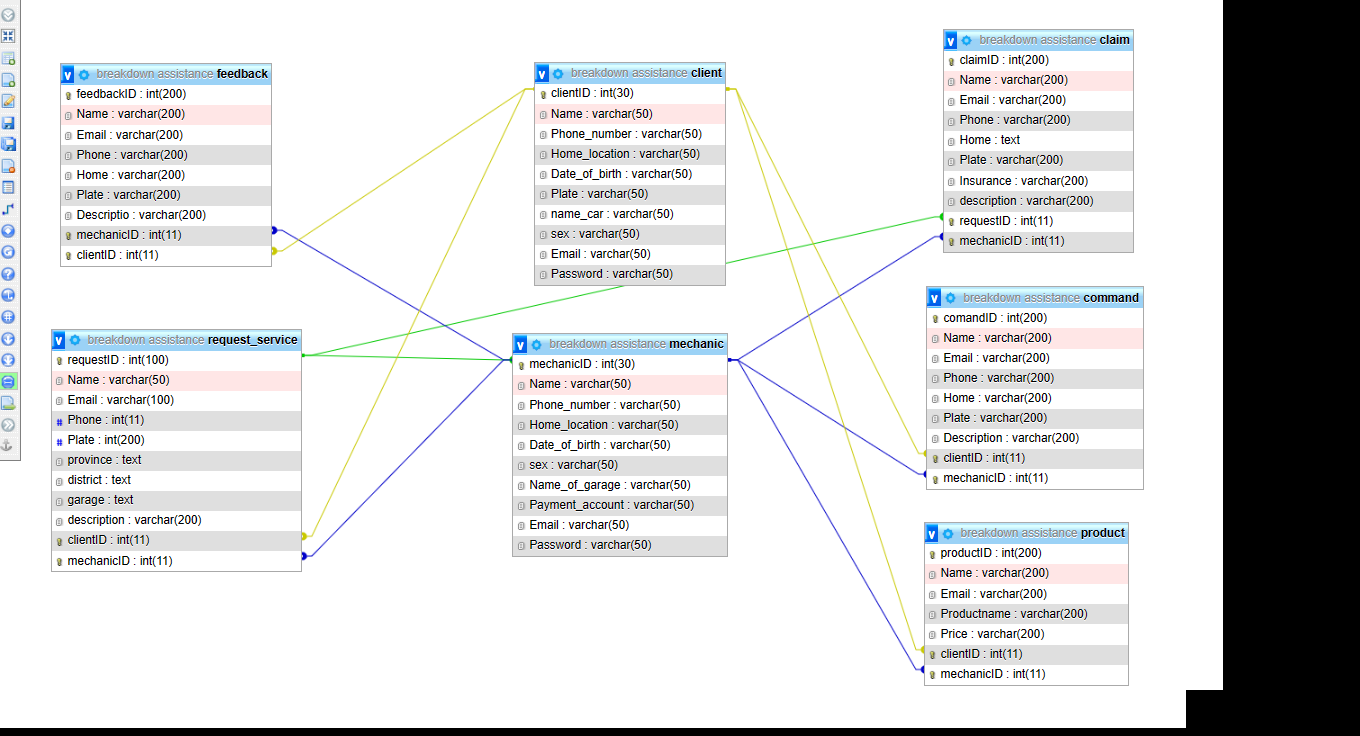 breakdown assistance feedback
feedbackID : int(200)
Name : varchar(200)
Email : varchar(200)
Phone : varchar(200)
Home : varchar(200)
Plate : varchar(200)
Descriptio : varchar(200)
mechanicID : int(11)
clientID : int(11)
breakdown assistance client
clientID : int(30)
Name : varchar(50)
Phone_number : varchar(50)
Home_location : varchar(50)
Date_of_birth : varchar(50)
Plate : varchar(50)
name_car : varchar(50)
sex : varchar(50)
Email : varchar(50)
Password : varchar(50)
breakdown assistance claim
claimID : int(200)
Name : varchar(200)
Email : varchar(200)
Phone : varchar(200)
Home : text
Plate : varchar(200)
Insurance : varchar(200)
description : varchar(200)
requestID : int(11)
mechanicID : int(11)
breakdown assistance request_service
requestID : int(100)
Name : varchar(50)
Email : varchar(100)
Phone : int(11)
Plate : int(200)
province : text
district : text
garage : text
description : varchar(200)
clientID : int(11)
mechanicID : int(11)
breakdown assistance mechanic
mechanicID : int(30)
Name : varchar(50)
Phone_number : varchar(50)
Home_location : varchar(50)
Date_of_birth : varchar(50)
sex : varchar(50)
Name_of_garage : varchar(50)
Payment_account : varchar(50)
Email : varchar(50)
Password : varchar(50)
breakdown assistance command
comandID : int(200)
Name : varchar(200)
Email : varchar(200)
Phone : varchar(200)
Home : varchar(200)
Plate : varchar(200)
Description : varchar(200)
clientID : int(11)
mechanicID : int(11)
breakdown assistance product
productID : int(200)
Name : varchar(200)
Email : varchar(200)
Productname : varchar(200)
Price : varchar(200)
clientID : int(11)
mechanicID : int(11)